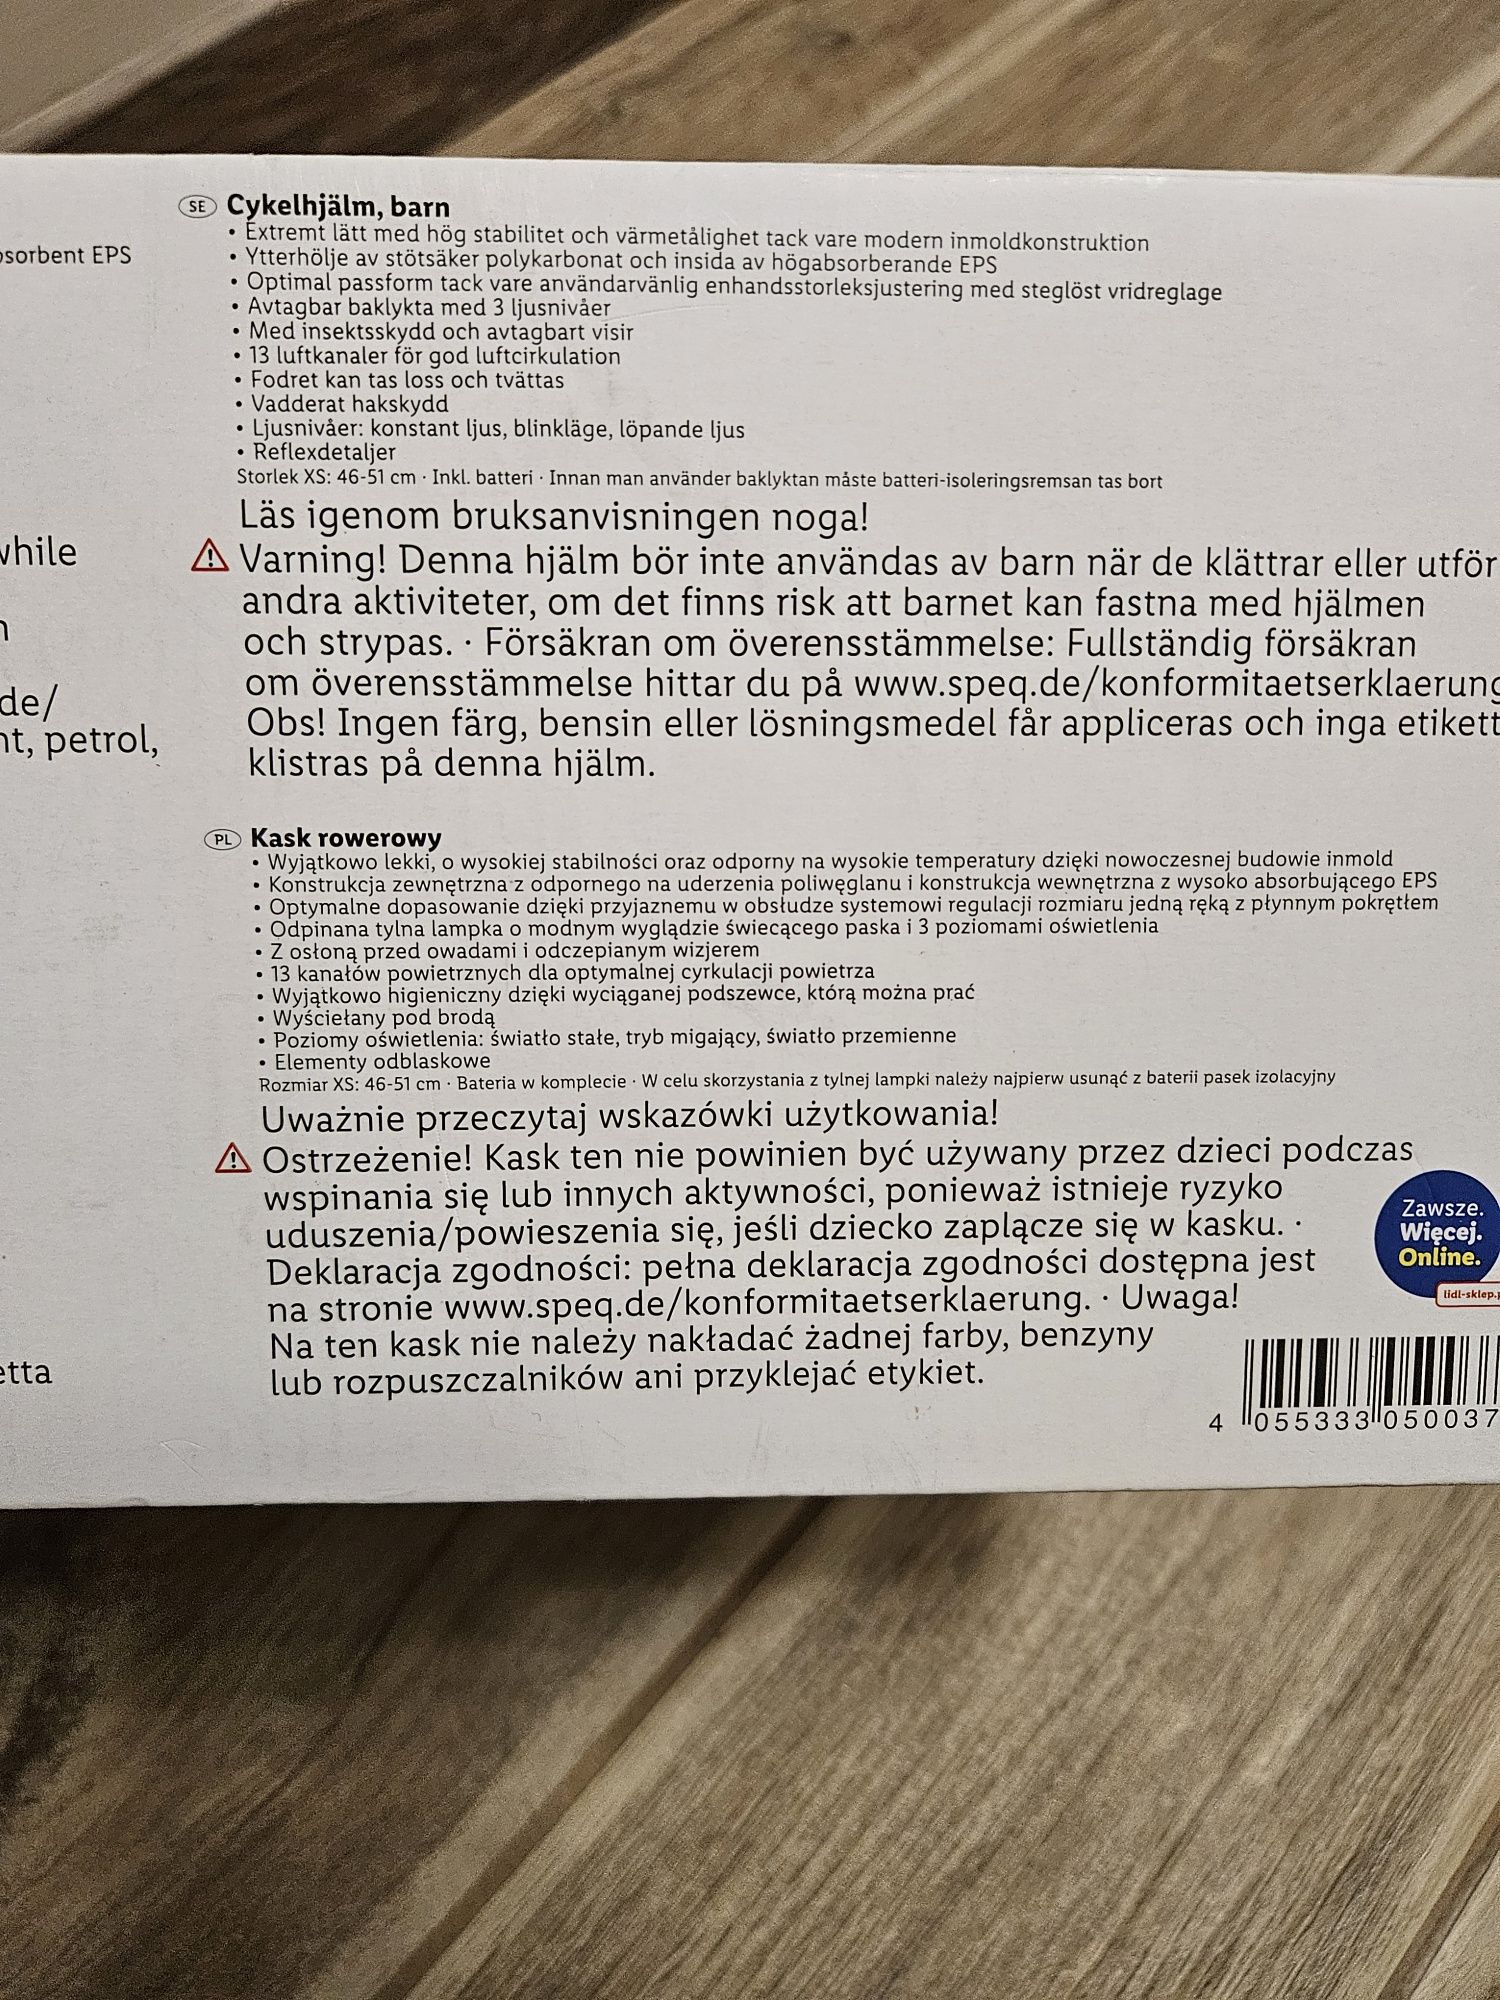 sorbent EPS
while
de/
nt, petrol,
etta
SE Cykelhjälm, barn
• Extremt lätt med hög stabilitet och värmetålighet tack vare modern inmoldkonstruktion
• Ytterhölje av stötsäker polykarbonat och insida av högabsorberande EPS
• Optimal passform tack vare användarvänlig enhandsstorleksjustering med steglöst vridreglage
• Avtagbar baklykta med 3 ljusnivåer
• Med insektsskydd och avtagbart visir
• 13 luftkanaler för god luftcirkulation
• Fodret kan tas loss och tvättas
• Vadderat hakskydd
• Ljusnivåer: konstant ljus, blinkläge, löpande ljus
• Reflexdetaljer
Storlek XS: 46-51 cm · Inkl. batteri · Innan man använder baklyktan måste batteri-isoleringsremsan tas bort
Läs igenom bruksanvisningen noga!
Varning! Denna hjälm bör inte användas av barn när de klättrar eller utför
andra aktiviteter, om det finns risk att barnet kan fastna med hjälmen
och strypas. · Försäkran om överensstämmelse: Fullständig försäkran
om överensstämmelse hittar du på www.speq.de/konformitaetserklaerung
Obs! Ingen färg, bensin eller lösningsmedel får appliceras och inga etikett
klistras på denna hjälm.
PL Kask rowerowy
• Wyjątkowo lekki, o wysokiej stabilności oraz odporny na wysokie temperatury dzięki nowoczesnej budowie inmold
• Konstrukcja zewnętrzna z odpornego na uderzenia poliwęglanu i konstrukcja wewnętrzna z wysoko absorbującego EPS
• Optymalne dopasowanie dzięki przyjaznemu w obsłudze systemowi regulacji rozmiaru jedną ręką z płynnym pokrętłem
• Odpinana tylna lampka o modnym wyglądzie świecącego paska i 3 poziomami oświetlenia
• Z osłoną przed owadami i odczepianym wizjerem
• 13 kanałów powietrznych dla optymalnej cyrkulacji powietrza
• Wyjątkowo higieniczny dzięki wyciąganej podszewce, którą można prać
• Wyściełany pod brodą
• Poziomy oświetlenia: światło stałe, tryb migający, światło przemienne
• Elementy odblaskowe
Rozmiar XS: 46-51 cm · Bateria w komplecie · W celu skorzystania z tylnej lampki należy najpierw usunąć z baterii pasek izolacyjny
Uważnie przeczytaj wskazówki użytkowania!
Ostrzeżenie! Kask ten nie powinien być używany przez dzieci podczas
wspinania się lub innych aktywności, ponieważ istnieje ryzyko
uduszenia/powieszenia się, jeśli dziecko zaplącze się w kasku. ·
Deklaracja zgodności: pełna deklaracja zgodności dostępna jest
na stronie www.speq.de/konformitaetserklaerung. · Uwaga!
Na ten kask nie należy nakładać żadnej farby, benzyny
lub rozpuszczalników ani przyklejać etykiet.
Zawsze.
Więcej.
Online.
lidl-sklep.p
4 055333 050037